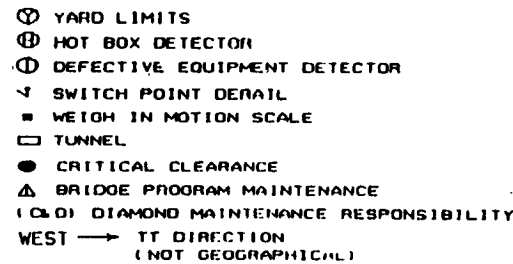 YARD LIMITS
HOT BOX DETECTOR
DEFECTIVE EQUIPMENT DETECTOR
SWITCH POINT DERAIL
WEIGH IN MOTION SCALE
TUNNEL
CRITICAL CLEARANCE
BRIDGE PROGRAM MAINTENANCE
(CLO) DIAMOND MAINTENANCE RESPONSIBILITY
WEST → TT DIRECTION
(NOT GEOGRAPHICAL)